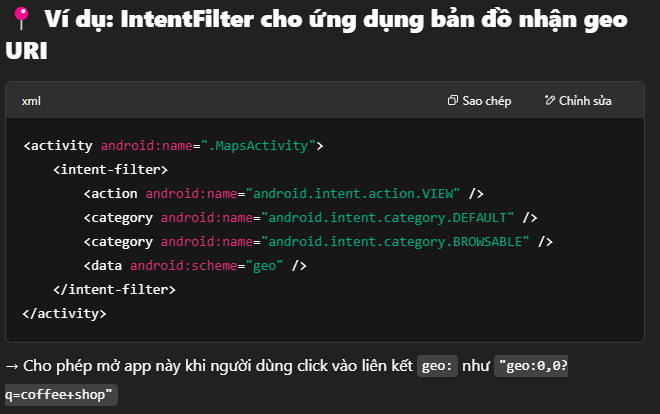 📍 Ví dụ: IntentFilter cho ứng dụng bản đồ nhận geo
URI
xml Sao chép Chỉnh sửa
<activity android:name=".MapsActivity">
    <intent-filter>
        <action android:name="android.intent.action.VIEW" />
        <category android:name="android.intent.category.DEFAULT" />
        <category android:name="android.intent.category.BROWSABLE" />
        <data android:scheme="geo" />
    </intent-filter>
</activity>
→ Cho phép mở app này khi người dùng click vào liên kết geo: như "geo:0,0?
q=coffee+shop"